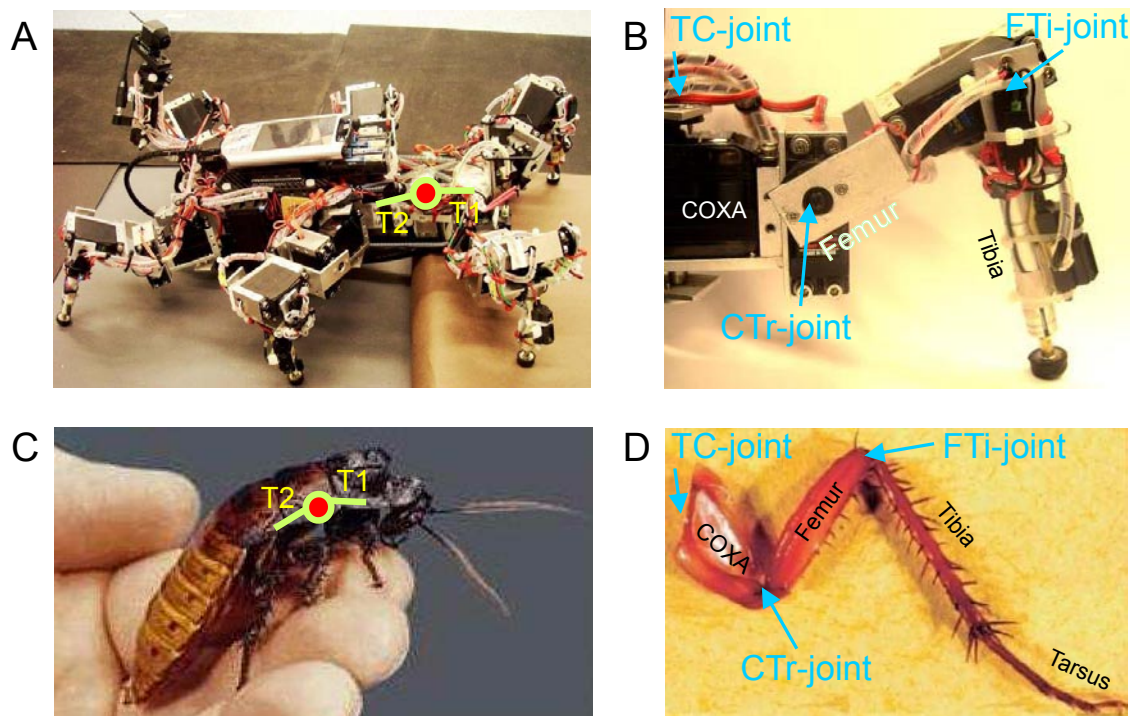 A
T2
T1
B
TC-joint
FTi-joint
COXA
Femur
Tibia
CTr-joint
C
T2
T1
D
TC-joint
FTi-joint
COXA
Femur
Tibia
CTr-joint
Tarsus